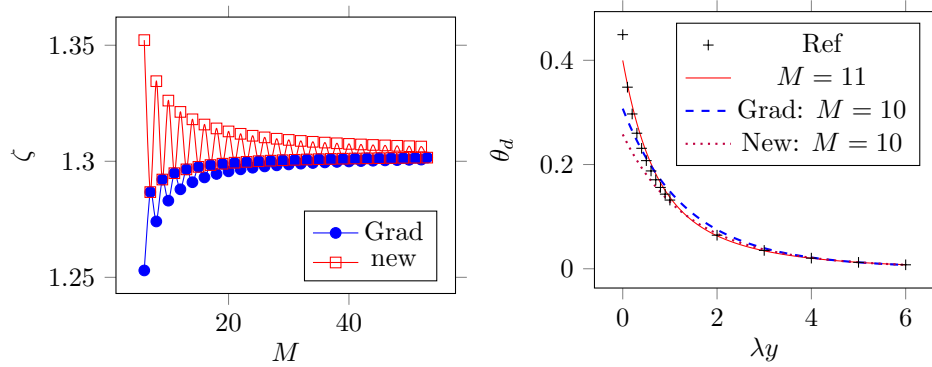 1.35
1.3
1.25
ζ
20
40
M
Grad
new
0.4
0.2
0
θ_d
0
2
4
6
λy
Ref
M = 11
Grad: M = 10
New: M = 10